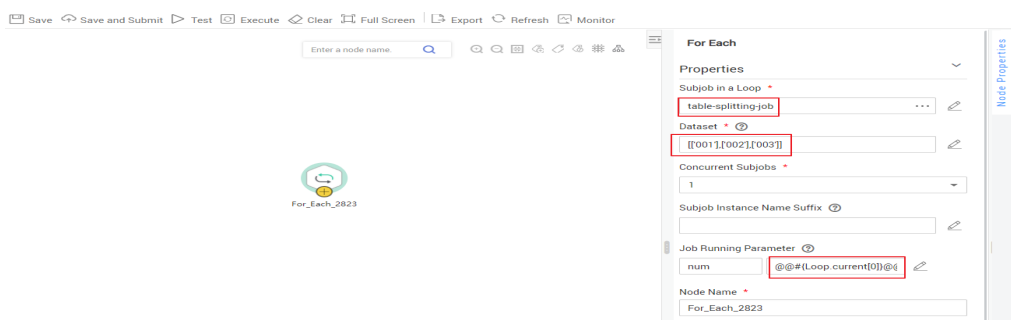 Save Save and Submit Test Execute Clear Full Screen Export Refresh Monitor
Enter a node name.
For_Each_2823
For Each
Properties
Subjob in a Loop *
table-splitting-job ...
Dataset * ?
[['001'],['002'],['003']]
Concurrent Subjobs *
1
Subjob Instance Name Suffix ?
Job Running Parameter ?
num @@#{Loop.current[0]}@@
Node Name *
For_Each_2823
Node Properties